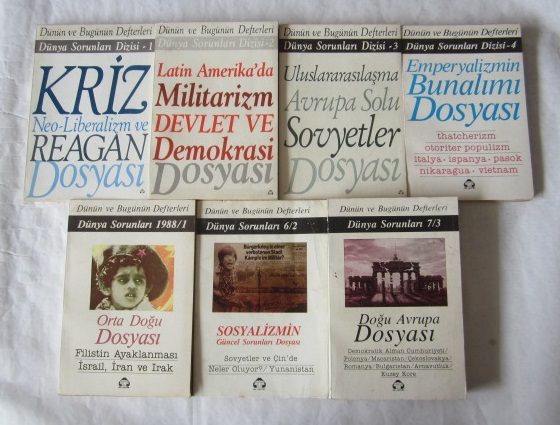 Dünün ve Bugünün Defterleri
Dünya Sorunları Dizisi - 1
KRİZ
Neo-Liberalizm ve
REAGAN
Dosyası
Dünün ve Bugünün Defterleri
Dünya Sorunları Dizisi - 2
Latin Amerika'da
Militarizm
DEVLET VE
Demokrasi
Dosyası
Dünün ve Bugünün Defterleri
Dünya Sorunları Dizisi - 3
Uluslararasılaşma
Avrupa Solu
Sovyetler
Dosyası
Dünün ve Bugünün Defterleri
Dünya Sorunları Dizisi - 4
Emperyalizmin
Bunalımı
Dosyası
thatcherizm
otoriter populizm
italya - ispanya - pasok
nikaragua - vietnam
Dünün ve Bugünün Defterleri
Dünya Sorunları 1988/1
Orta Doğu
Dosyası
Filistin Ayaklanması
İsrail, İran ve Irak
Dünün ve Bugünün Defterleri
Dünya Sorunları 6/2
SOSYALİZMİN
Güncel Sorunları Dosyası
Sovyetler ve Çin'de
Neler Oluyor?/Yunanistan
Dünün ve Bugünün Defterleri
Dünya Sorunları 7/3
Doğu Avrupa
Dosyası
Demokratik Alman Cumhuriyeti/
Polonya/Macaristan/Çekoslovakya/
Romanya/Bulgaristan/Arnavutluk/
Kuzey Kore